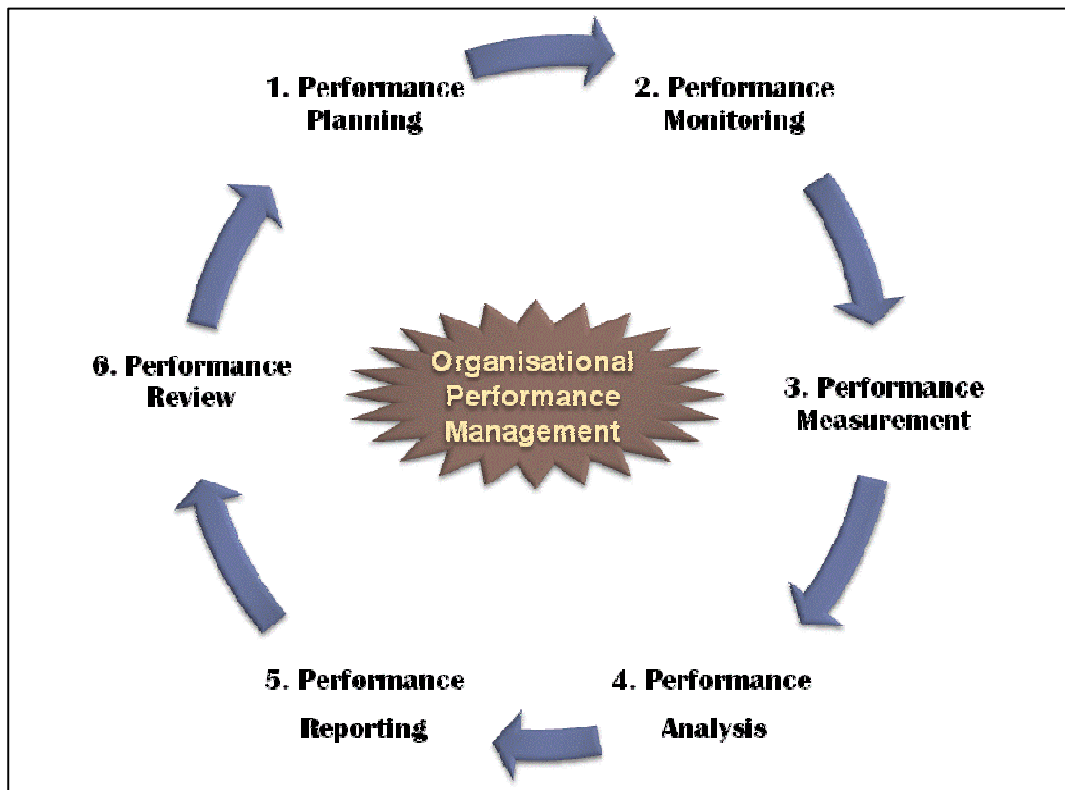 1. Performance
Planning
2. Performance
Monitoring
3. Performance
Measurement
4. Performance
Analysis
5. Performance
Reporting
6. Performance
Review
Organisational
Performance
Management